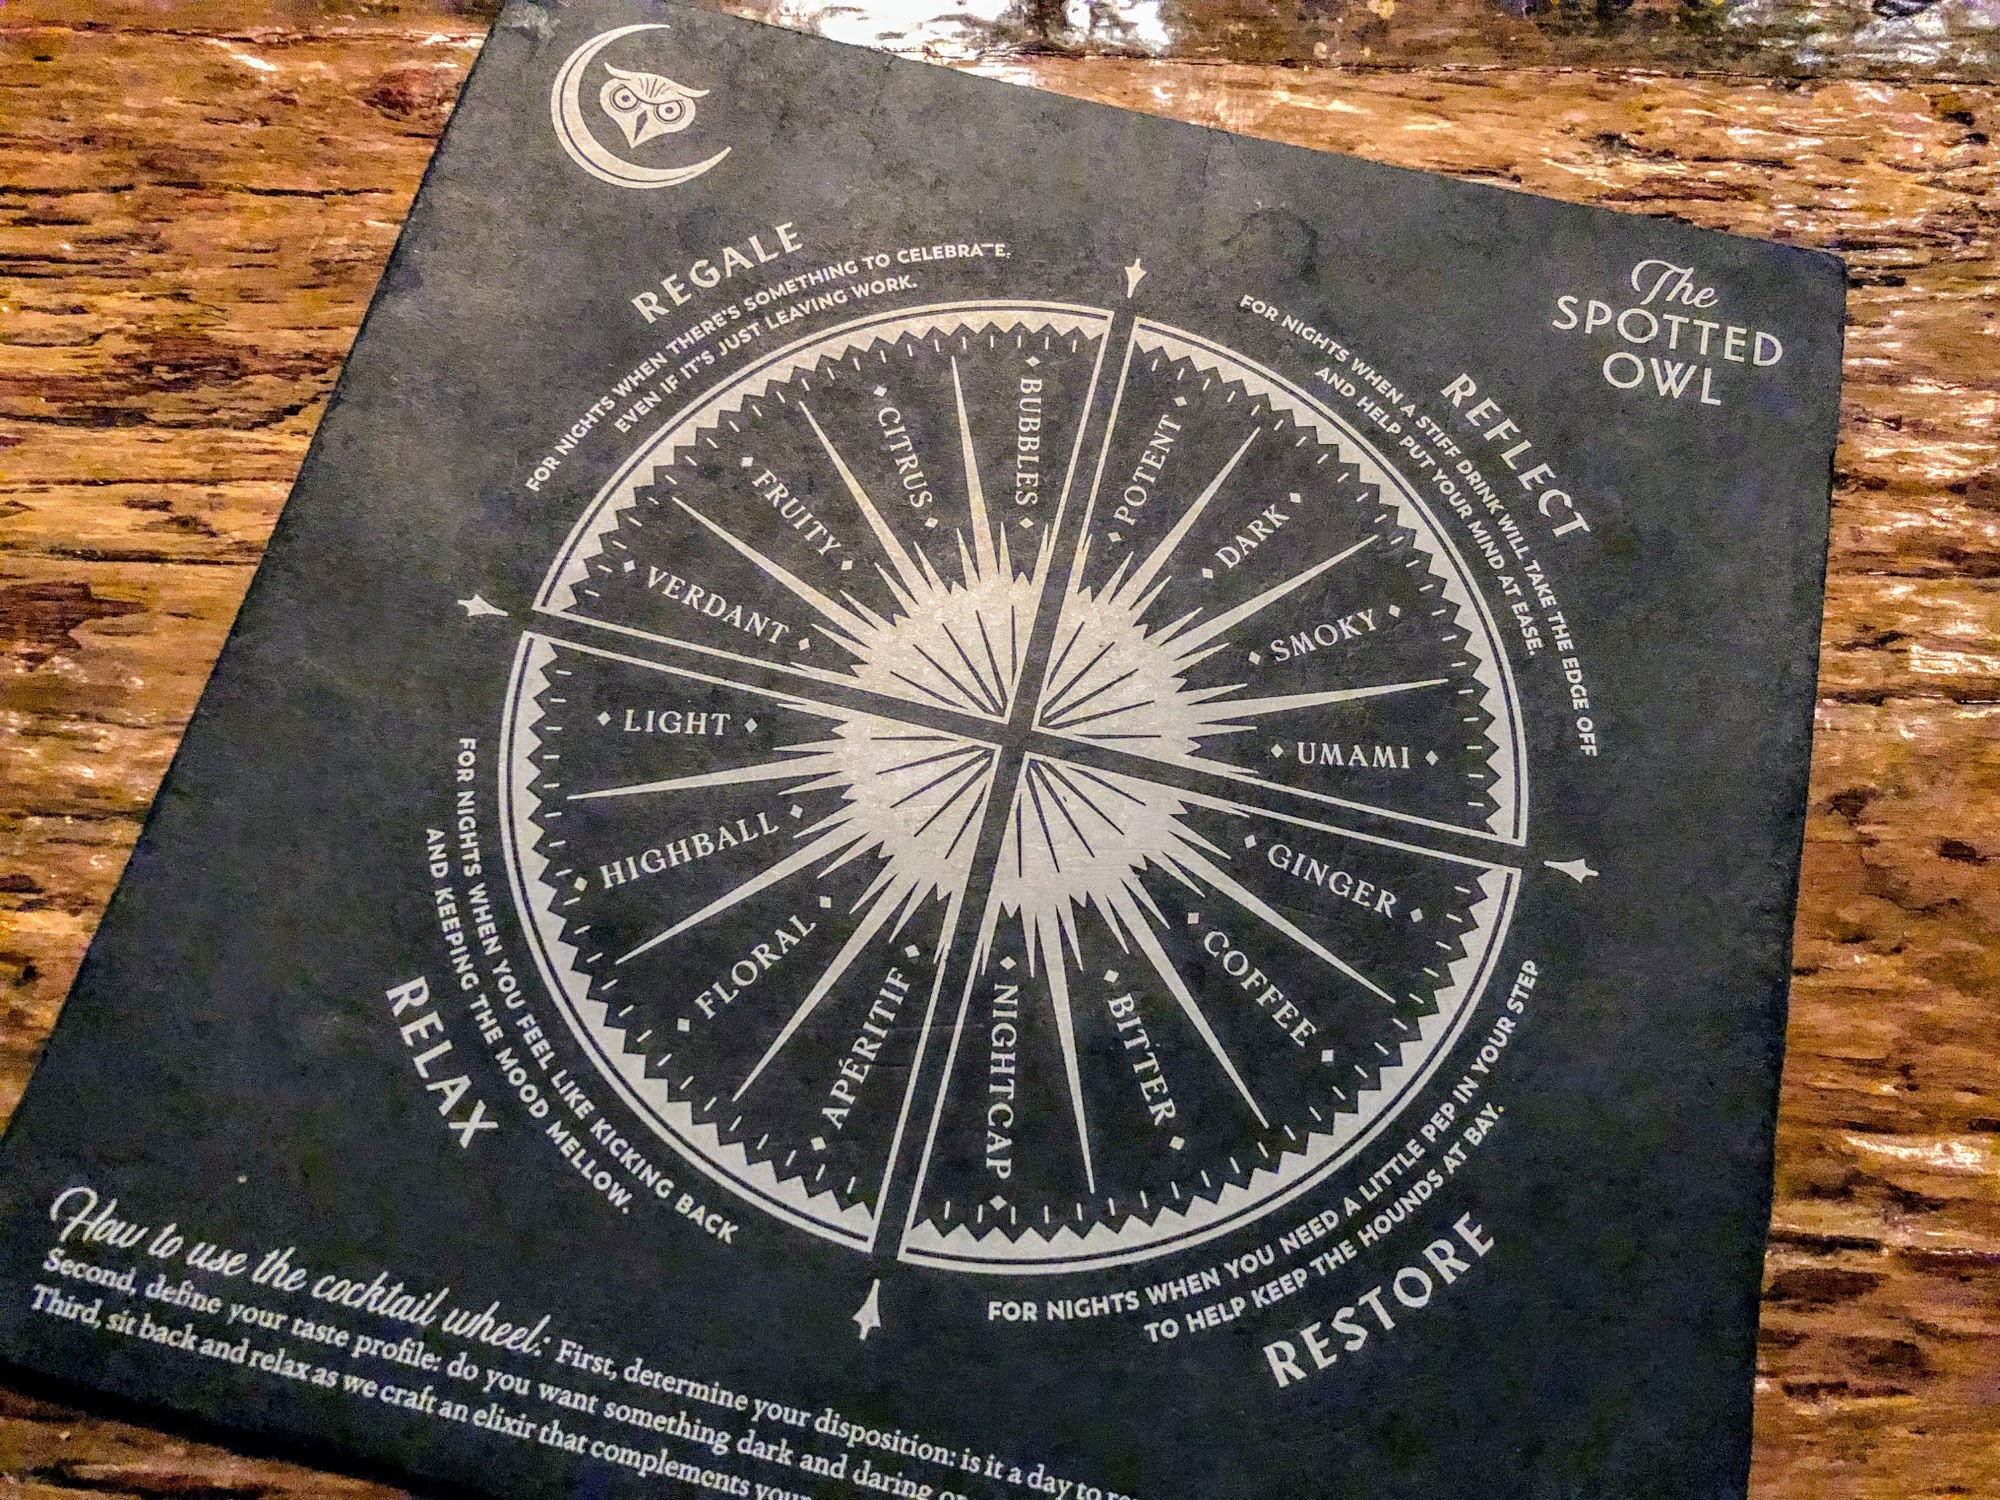 The
SPOTTED
OWL
REGALE
FOR NIGHTS WHEN THERE'S SOMETHING TO CELEBRATE,
EVEN IF IT'S JUST LEAVING WORK.
REFLECT
FOR NIGHTS WHEN A STIFF DRINK WILL TAKE THE EDGE OFF
AND HELP PUT YOUR MIND AT EASE.
VERDANT
FRUITY
CITRUS
BUBBLES
POTENT
DARK
SMOKY
UMAMI
GINGER
COFFEE
BITTER
NIGHTCAP
APÉRITIF
FLORAL
HIGHBALL
LIGHT
FOR NIGHTS WHEN YOU FEEL LIKE KICKING BACK
AND KEEPING THE MOOD MELLOW.
RELAX
FOR NIGHTS WHEN YOU NEED A LITTLE PEP IN YOUR STEP
TO HELP KEEP THE HOUNDS AT BAY.
RESTORE
How to use the cocktail wheel: First, determine your disposition: is it a day to
Second, define your taste profile: do you want something dark and daring
Third, sit back and relax as we craft an elixir that complements